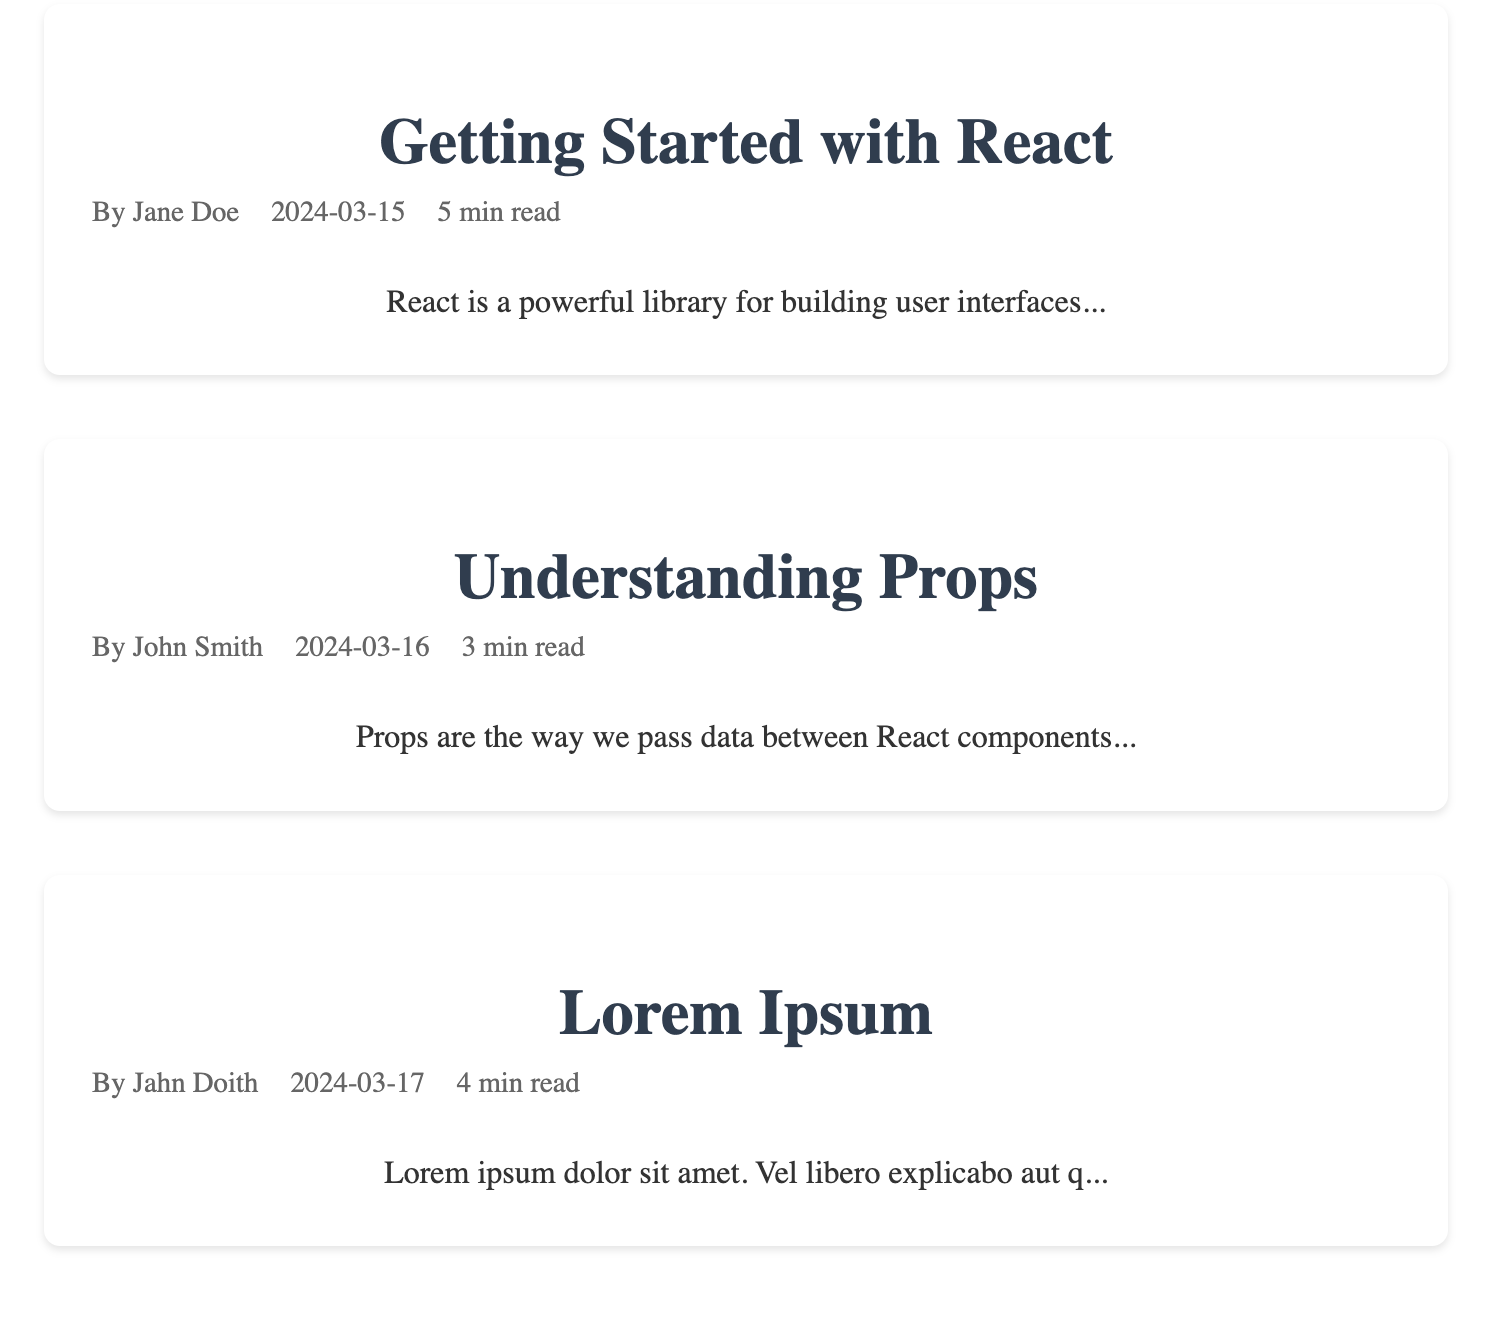 Getting Started with React
By Jane Doe 2024-03-15 5 min read
React is a powerful library for building user interfaces...
Understanding Props
By John Smith 2024-03-16 3 min read
Props are the way we pass data between React components...
Lorem Ipsum
By Jahn Doith 2024-03-17 4 min read
Lorem ipsum dolor sit amet. Vel libero explicabo aut q...